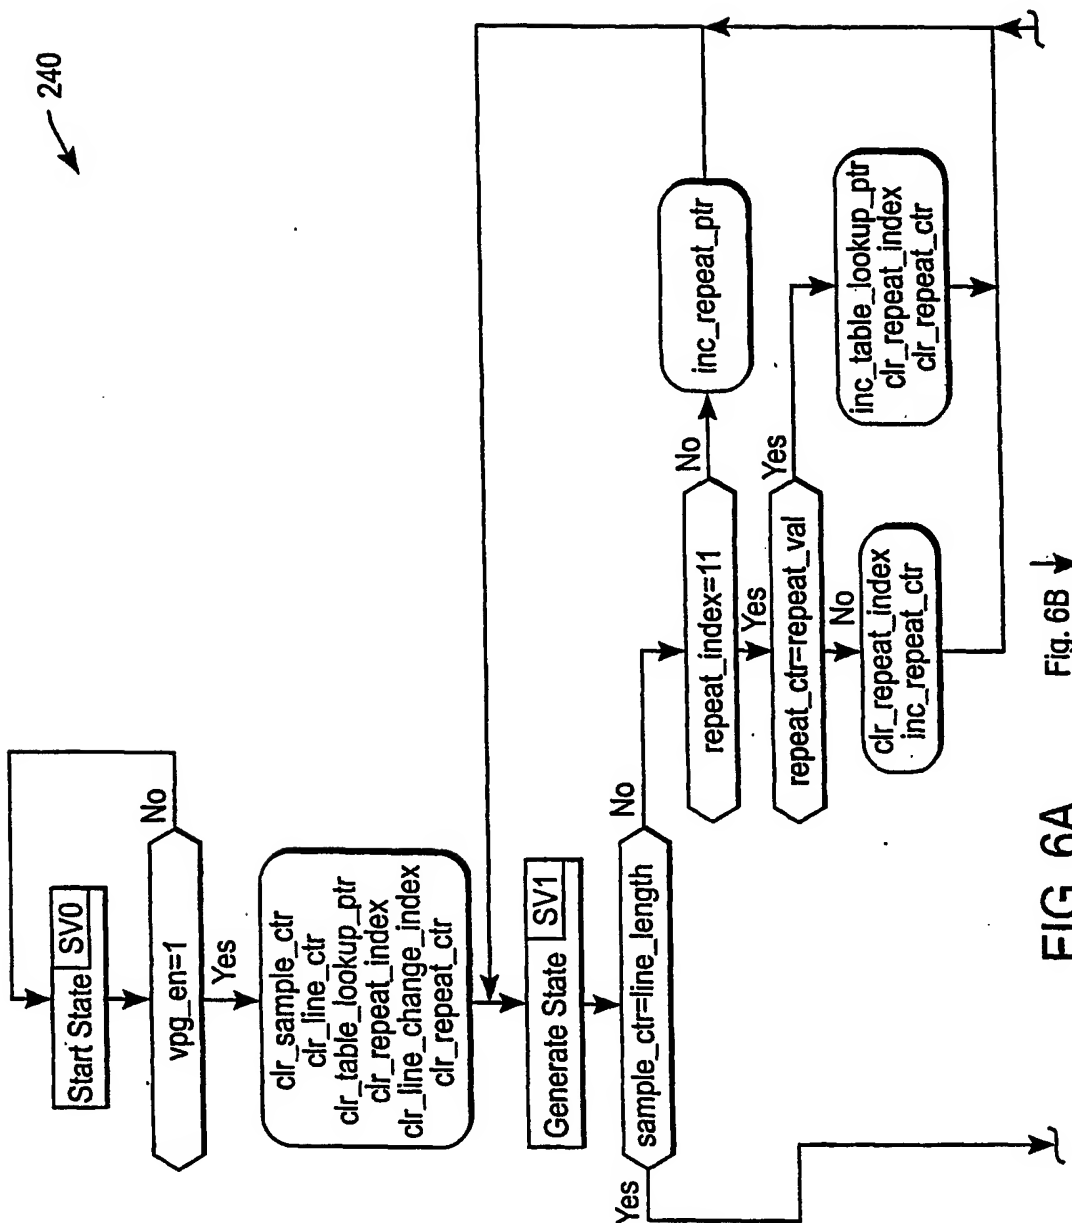 240
Start State
SV0
vpg_en=1
No
Yes
clr_sample_ctr
clr_line_ctr
clr_table_lookup_ptr
clr_repeat_index
clr_line_change_index
clr_repeat_ctr
Generate State
SV1
sample_ctr=line_length
Yes
No
repeat_index=11
No
inc_repeat_ptr
Yes
repeat_ctr=repeat_val
Yes
inc_table_lookup_ptr
clr_repeat_index
clr_repeat_ctr
No
clr_repeat_index
inc_repeat_ctr
Fig. 6B
FIG. 6A